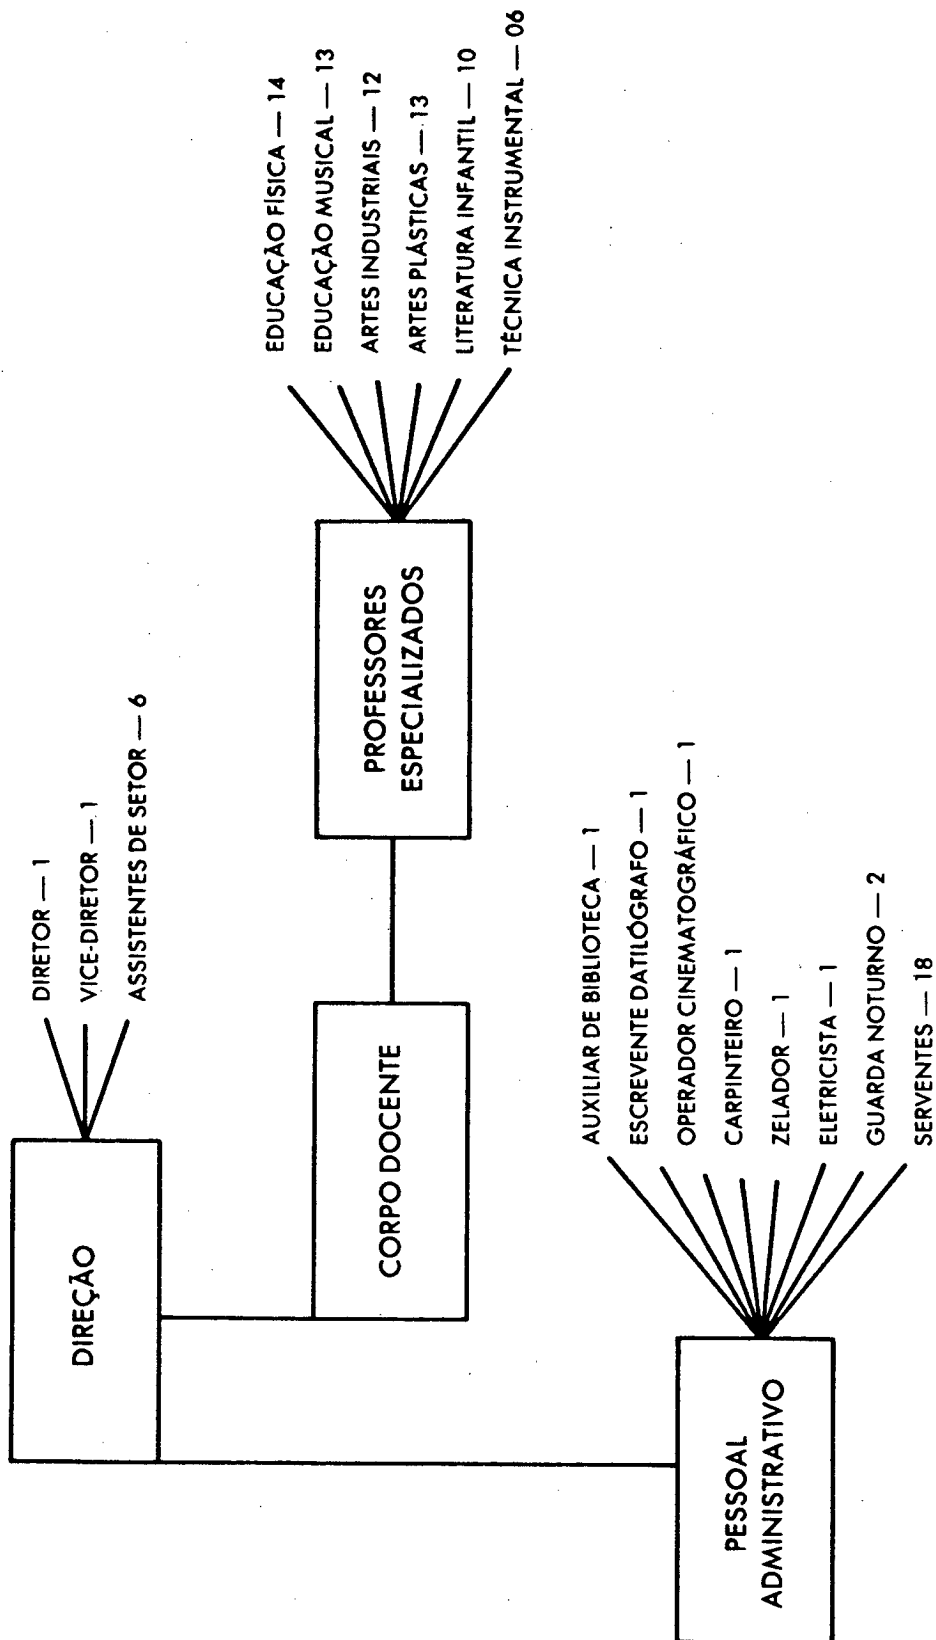 DIREÇÃO
DIRETOR — 1
VICE-DIRETOR — 1
ASSISTENTES DE SETOR — 6
CORPO DOCENTE
PROFESSORES
ESPECIALIZADOS
EDUCAÇÃO FÍSICA — 14
EDUCAÇÃO MUSICAL — 13
ARTES INDUSTRIAIS — 12
ARTES PLÁSTICAS — 13
LITERATURA INFANTIL — 10
TÉCNICA INSTRUMENTAL — 06
PESSOAL
ADMINISTRATIVO
AUXILIAR DE BIBLIOTECA — 1
ESCREVENTE DATILÓGRAFO — 1
OPERADOR CINEMATOGRÁFICO — 1
CARPINTEIRO — 1
ZELADOR — 1
ELETRICISTA — 1
GUARDA NOTURNO — 2
SERVENTES — 18